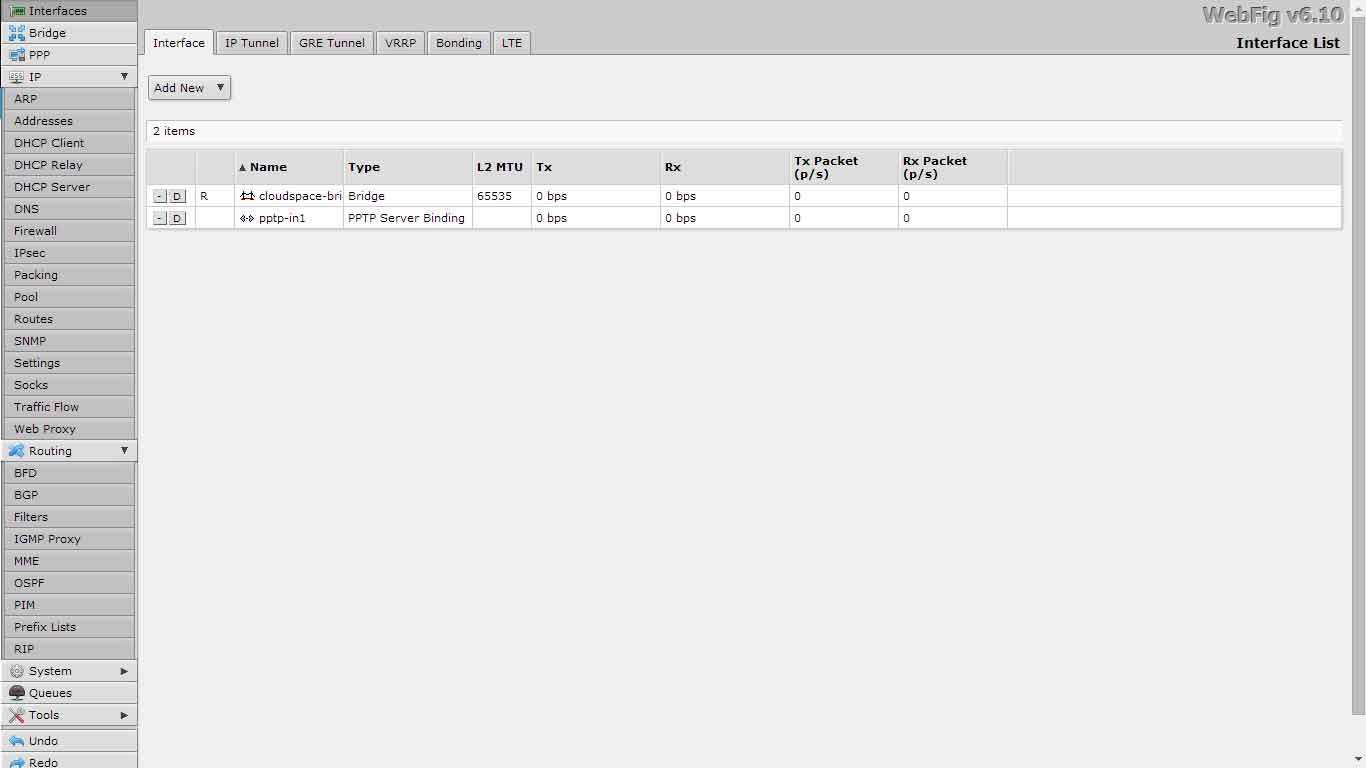 Interfaces
Bridge
PPP
IP
ARP
Addresses
DHCP Client
DHCP Relay
DHCP Server
DNS
Firewall
IPsec
Packing
Pool
Routes
SNMP
Settings
Socks
Traffic Flow
Web Proxy
Routing
BFD
BGP
Filters
IGMP Proxy
MME
OSPF
PIM
Prefix Lists
RIP
System
Queues
Tools
Undo
Redo
WebFig v6.10
Interface IP Tunnel GRE Tunnel VRRP Bonding LTE
Interface List
Add New
2 items
Name Type L2 MTU Tx Rx Tx Packet (p/s) Rx Packet (p/s)
- D R cloudspace-bri Bridge 65535 0 bps 0 bps 0 0
- D pptp-in1 PPTP Server Binding 0 bps 0 bps 0 0